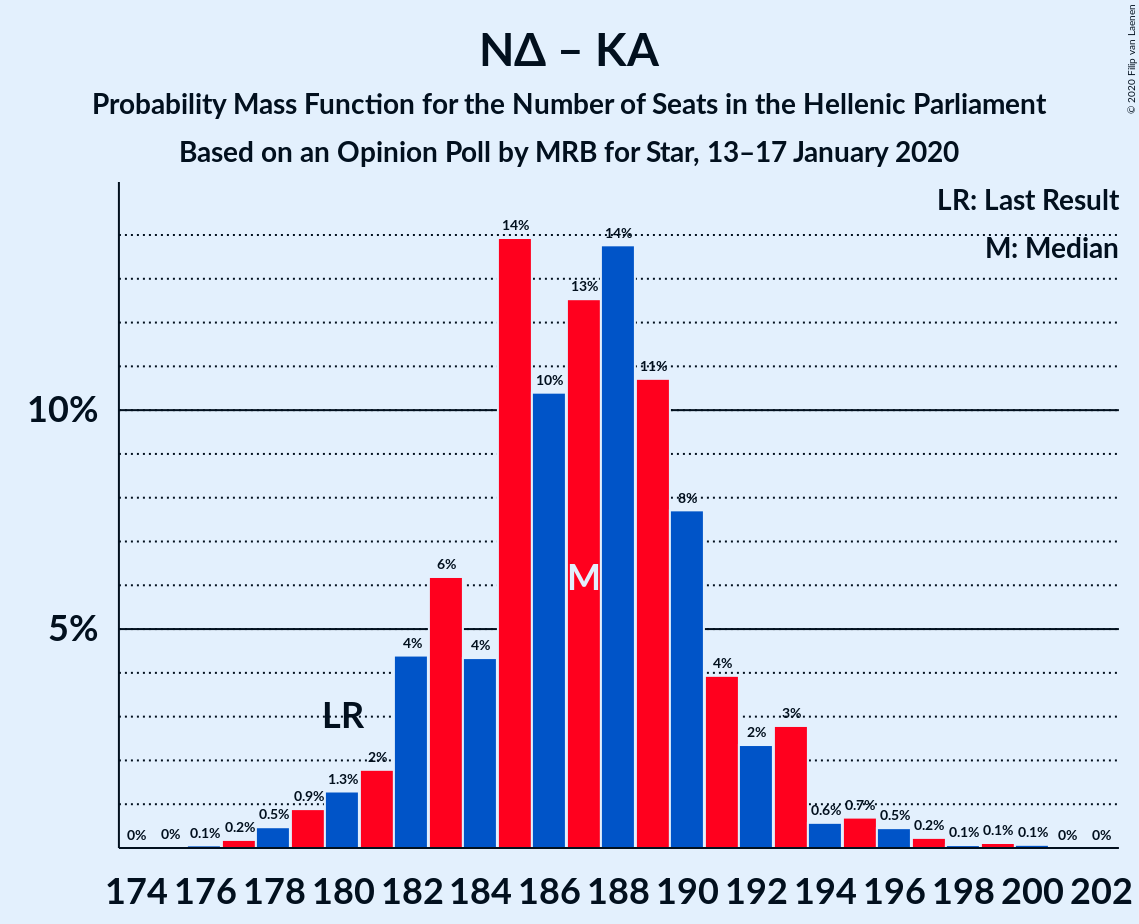 © 2020 Filip van Laenen
ΝΔ – ΚΑ
Probability Mass Function for the Number of Seats in the Hellenic Parliament
Based on an Opinion Poll by MRB for Star, 13–17 January 2020
LR: Last Result
M: Median
10%
5%
0% 0% 0.1% 0.2% 0.5% 0.9% 1.3% 2% 4% 6% 4% 14% 10% 13% 14% 11% 8% 4% 2% 3% 0.6% 0.7% 0.5% 0.2% 0.1% 0.1% 0.1% 0% 0%
LR
M
174 176 178 180 182 184 186 188 190 192 194 196 198 200 202